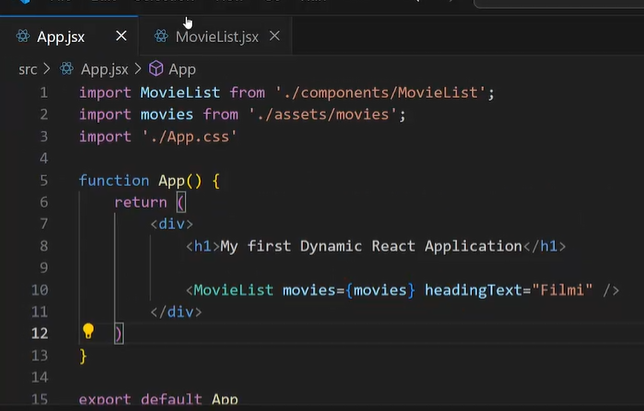 App.jsx MovieList.jsx
src > App.jsx > App
1 import MovieList from './components/MovieList';
2 import movies from './assets/movies';
3 import './App.css'
4
5 function App() {
6 return (
7 <div>
8 <h1>My first Dynamic React Application</h1>
9
10 <MovieList movies={movies} headingText="Filmi" />
11 </div>
12 )
13 }
14
15 export default App